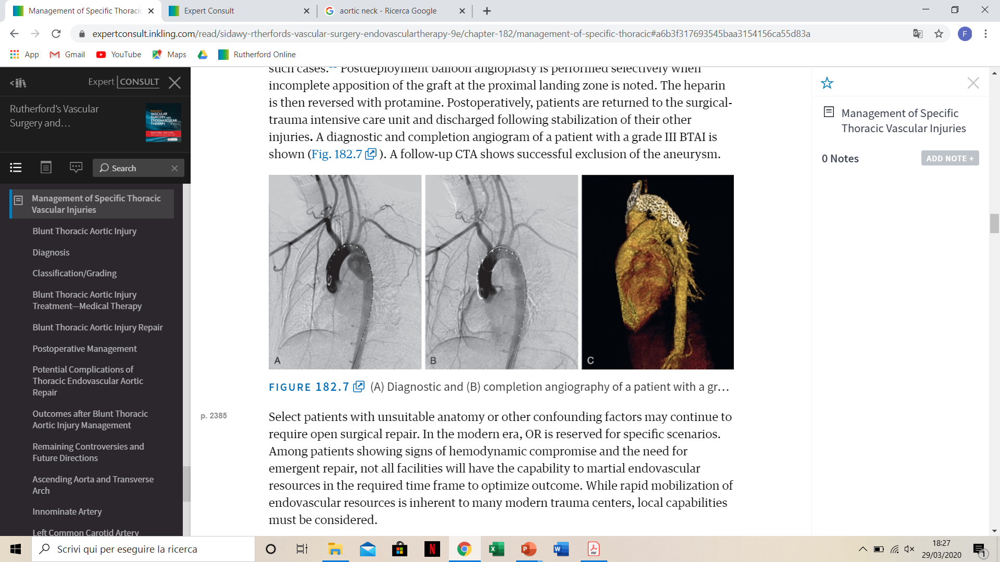 Management of Specific Thoracic
Expert Consult
aortic neck - Ricerca Google
expertconsult.inkling.com/read/sidawy-rtherfords-vascular-surgery-endovasculartherapy-9e/chapter-182/management-of-specific-thoracic#a6b3f317693545baa3154156ca55d83a
F
App
Gmail
YouTube
Maps
Rutherford Online
Expert CONSULT
Rutherford's Vascular
Surgery and...
VASCULAR
SURGERY AND
ENDOVASCULAR
THERAPY
Search
Management of Specific Thoracic
Vascular Injuries
Blunt Thoracic Aortic Injury
Diagnosis
Classification/Grading
Blunt Thoracic Aortic Injury
Treatment—Medical Therapy
Blunt Thoracic Aortic Injury Repair
Postoperative Management
Potential Complications of
Thoracic Endovascular Aortic
Repair
Outcomes after Blunt Thoracic
Aortic Injury Management
Remaining Controversies and
Future Directions
Ascending Aorta and Transverse
Arch
Innominate Artery
Left Common Carotid Artery
such cases. Postdeployment balloon angioplasty is performed selectively when
incomplete apposition of the graft at the proximal landing zone is noted. The heparin
is then reversed with protamine. Postoperatively, patients are returned to the surgical-
trauma intensive care unit and discharged following stabilization of their other
injuries. A diagnostic and completion angiogram of a patient with a grade III BTAI is
shown (Fig. 182.7 ). A follow-up CTA shows successful exclusion of the aneurysm.
A
B
C
FIGURE 182.7 (A) Diagnostic and (B) completion angiography of a patient with a gr...
p. 2385
Select patients with unsuitable anatomy or other confounding factors may continue to
require open surgical repair. In the modern era, OR is reserved for specific scenarios.
Among patients showing signs of hemodynamic compromise and the need for
emergent repair, not all facilities will have the capability to martial endovascular
resources in the required time frame to optimize outcome. While rapid mobilization of
endovascular resources is inherent to many modern trauma centers, local capabilities
must be considered.
Management of Specific
Thoracic Vascular Injuries
0 Notes
ADD NOTE +
Scrivi qui per eseguire la ricerca
18:27
29/03/2020
1